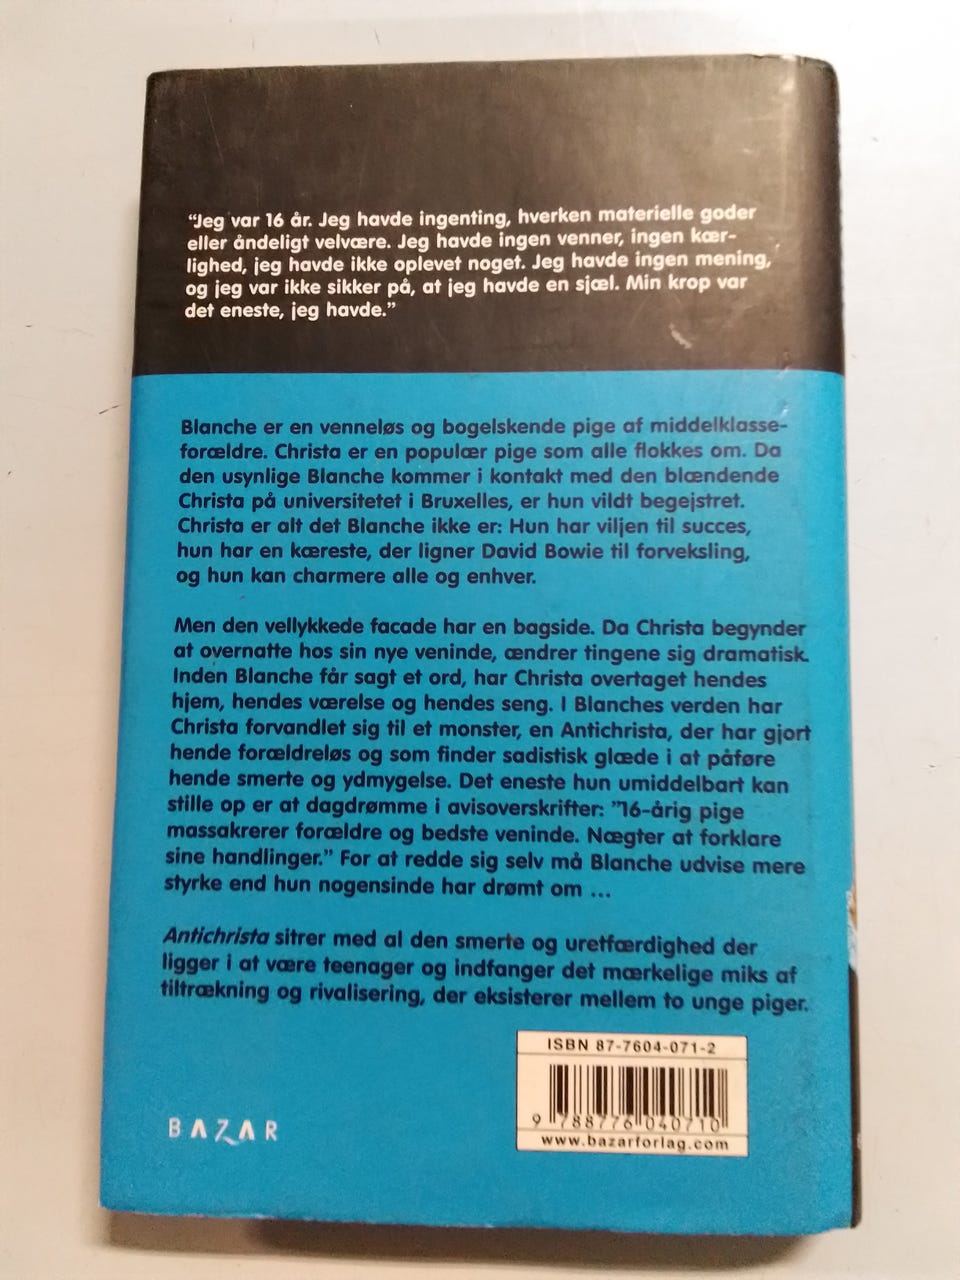 “Jeg var 16 år. Jeg havde ingenting, hverken materielle goder
eller åndeligt velvære. Jeg havde ingen venner, ingen kær-
lighed, jeg havde ikke oplevet noget. Jeg havde ingen mening,
og jeg var ikke sikker på, at jeg havde en sjæl. Min krop var
det eneste, jeg havde.”
Blanche er en venneløs og bogelskende pige af middelklasse-
forældre. Christa er en populær pige som alle flokkes om. Da
den usynlige Blanche kommer i kontakt med den blændende
Christa på universitetet i Bruxelles, er hun vildt begejstret.
Christa er alt det Blanche ikke er: Hun har viljen til succes,
hun har en kæreste, der ligner David Bowie til forveksling,
og hun kan charmere alle og enhver.
Men den vellykkede facade har en bagside. Da Christa begynder
at overnatte hos sin nye veninde, ændrer tingene sig dramatisk.
Inden Blanche får sagt et ord, har Christa overtaget hendes
hjem, hendes værelse og hendes seng. I Blanches verden har
Christa forvandlet sig til et monster, en Antichrista, der har gjort
hende forældreløs og som finder sadistisk glæde i at påføre
hende smerte og ydmygelse. Det eneste hun umiddelbart kan
stille op er at dagdrømme i avisoverskrifter: ”16-årig pige
massakrerer forældre og bedste veninde. Nægter at forklare
sine handlinger.” For at redde sig selv må Blanche udvise mere
styrke end hun nogensinde har drømt om ...
Antichrista sitrer med al den smerte og uretfærdighed der
ligger i at være teenager og indfanger det mærkelige miks af
tiltrækning og rivalisering, der eksisterer mellem to unge piger.
ISBN 87-7604-071-2
9 788776 040710
www.bazarforlag.com
BAZAR